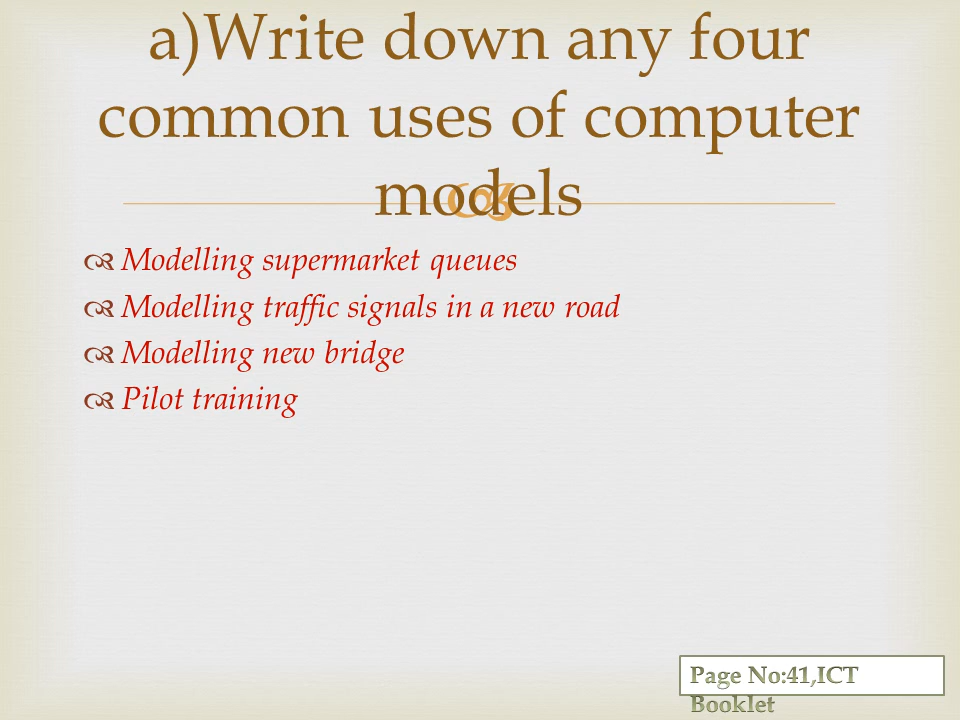 a)Write down any four
common uses of computer
models
Modelling supermarket queues
Modelling traffic signals in a new road
Modelling new bridge
Pilot training
Page No:41,ICT
Booklet